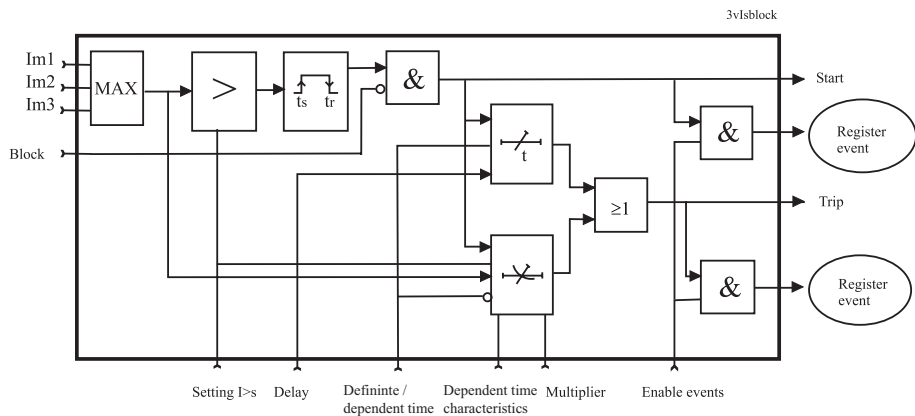 3vIsblock
Im1
Im2
Im3
MAX
>
ts tr
&
Start
Block
t
&
Register
event
≥1
Trip
&
Register
event
Setting I>s
Delay
Defininte /
dependent time
Dependent time
characteristics
Multiplier
Enable events